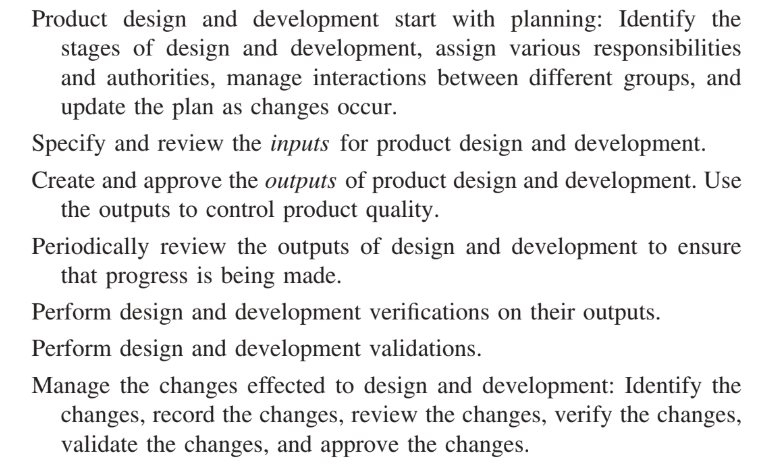 Product design and development start with planning: Identify the
stages of design and development, assign various responsibilities
and authorities, manage interactions between different groups, and
update the plan as changes occur.
Specify and review the inputs for product design and development.
Create and approve the outputs of product design and development. Use
the outputs to control product quality.
Periodically review the outputs of design and development to ensure
that progress is being made.
Perform design and development verifications on their outputs.
Perform design and development validations.
Manage the changes effected to design and development: Identify the
changes, record the changes, review the changes, verify the changes,
validate the changes, and approve the changes.